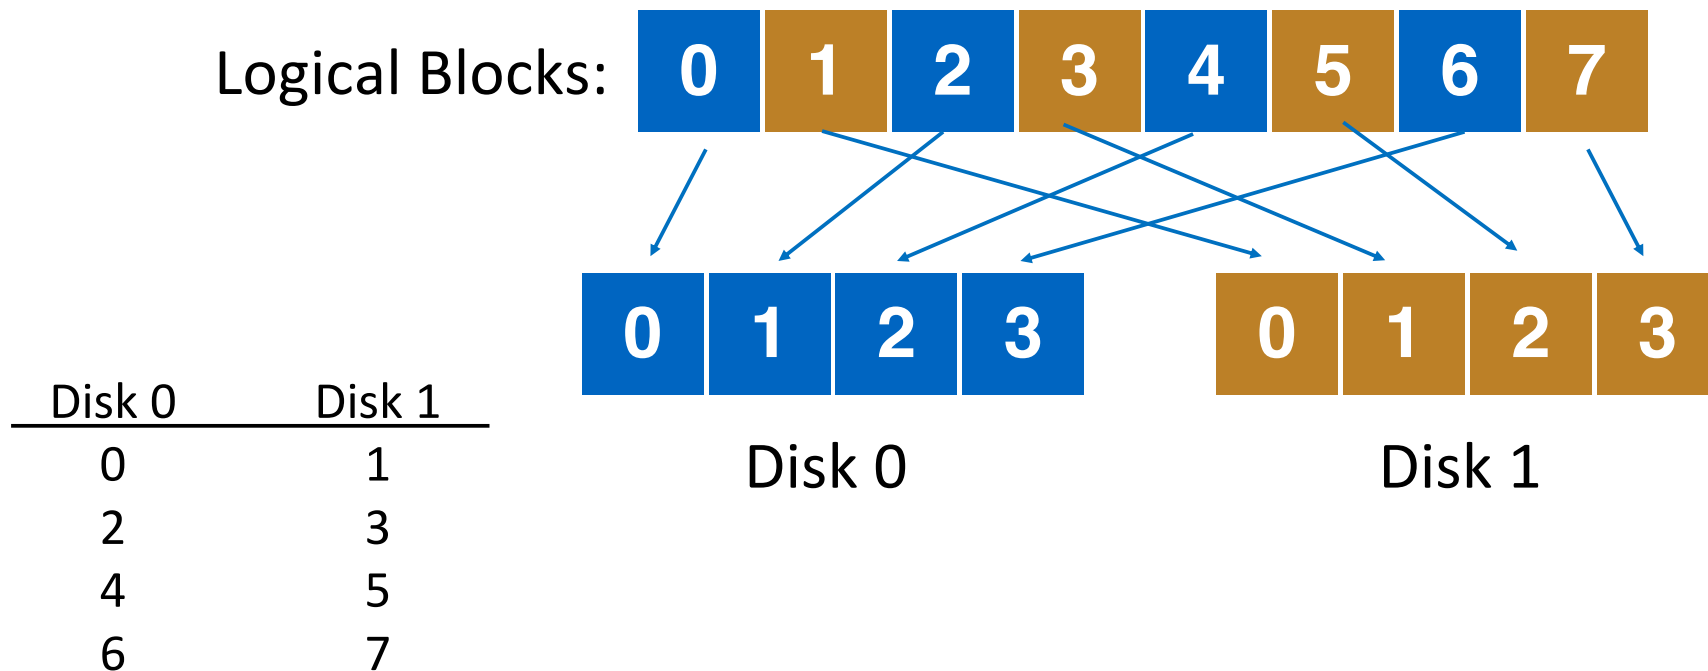 Logical Blocks: 0 1 2 3 4 5 6 7
0 1 2 3 0 1 2 3
Disk 0 Disk 1
Disk 0 Disk 1
0 1
2 3
4 5
6 7